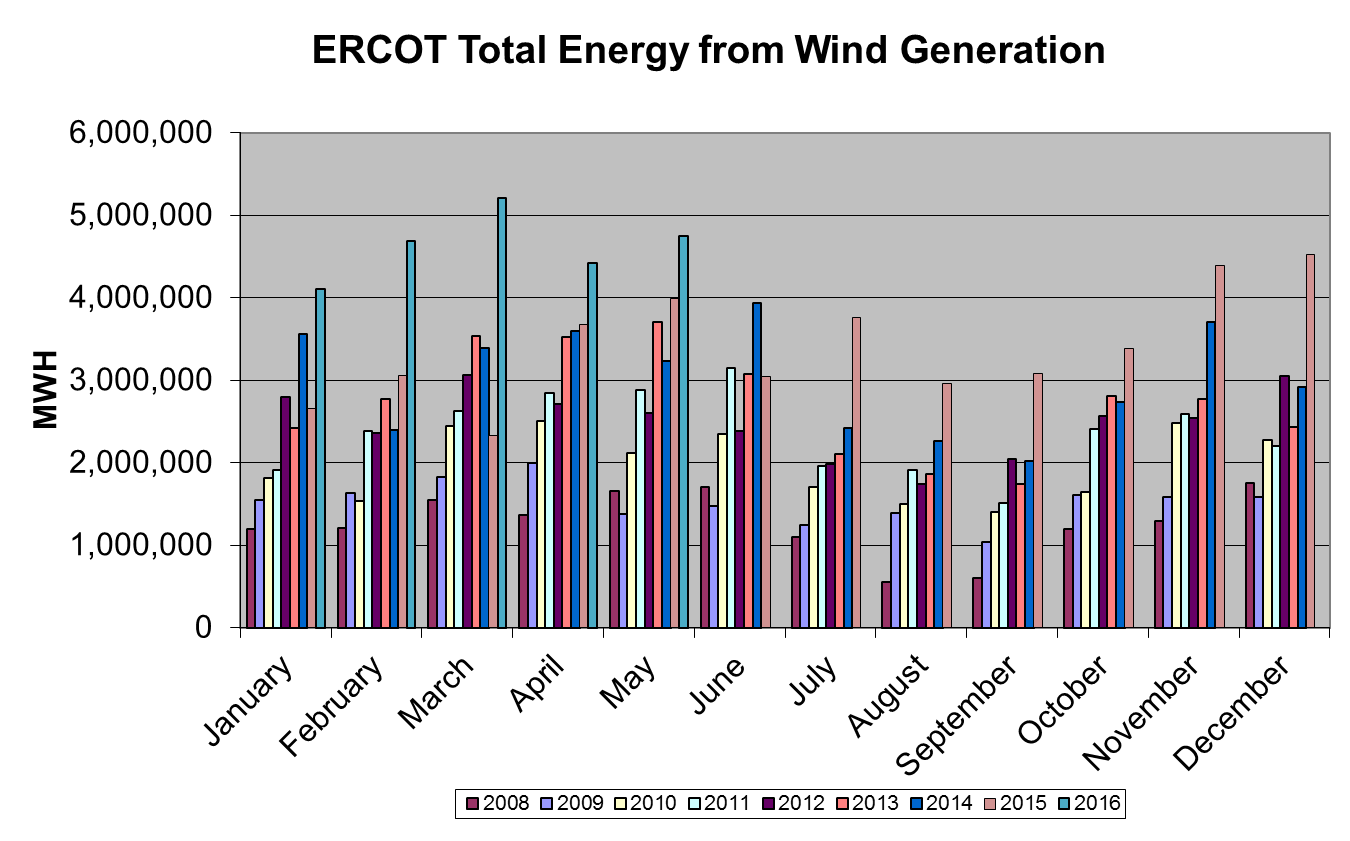 ERCOT Total Energy from Wind Generation
6,000,000
5,000,000
4,000,000
3,000,000
2,000,000
1,000,000
0
MWH
January
February
March
April
May
June
July
August
September
October
November
December
2008 2009 2010 2011 2012 2013 2014 2015 2016